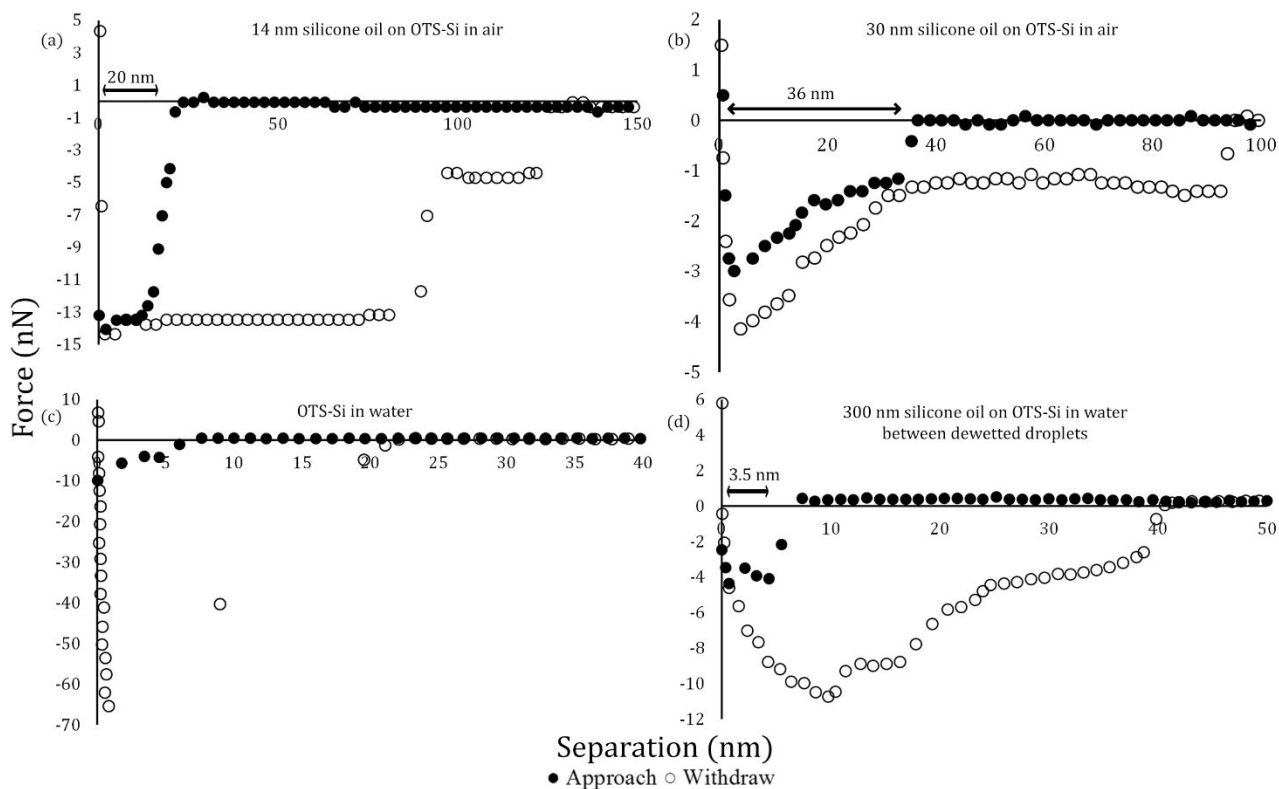 (a)
14 nm silicone oil on OTS-Si in air
20 nm
5
3
1
-1
-3
-5
-7
-9
-11
-13
-15
0 50 100 150
(b)
30 nm silicone oil on OTS-Si in air
36 nm
2
1
0
-1
-2
-3
-4
-5
0 20 40 60 80 100
Force (nN)
(c)
OTS-Si in water
10
0
-10
-20
-30
-40
-50
-60
-70
0 5 10 15 20 25 30 35 40
(d)
300 nm silicone oil on OTS-Si in water
between dewetted droplets
3.5 nm
6
4
2
0
-2
-4
-6
-8
-10
-12
0 10 20 30 40 50
Separation (nm)
● Approach ○ Withdraw